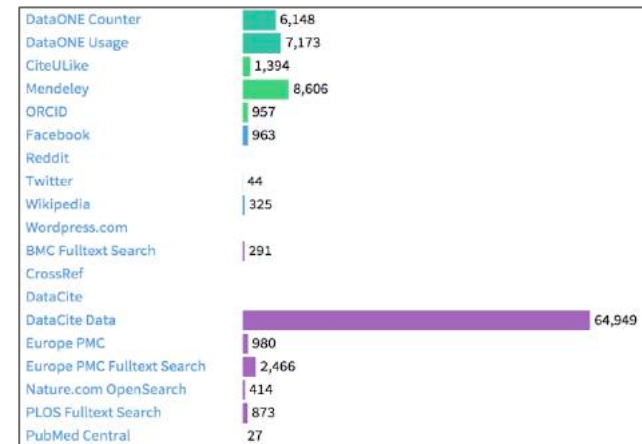 DataONE Counter 6,148
DataONE Usage 7,173
CiteULike 1,394
Mendeley 8,606
ORCID 957
Facebook 963
Reddit
Twitter 44
Wikipedia 325
Wordpress.com
BMC Fulltext Search 291
CrossRef
DataCite
DataCite Data 64,949
Europe PMC 980
Europe PMC Fulltext Search 2,466
Nature.com OpenSearch 414
PLOS Fulltext Search 873
PubMed Central 27